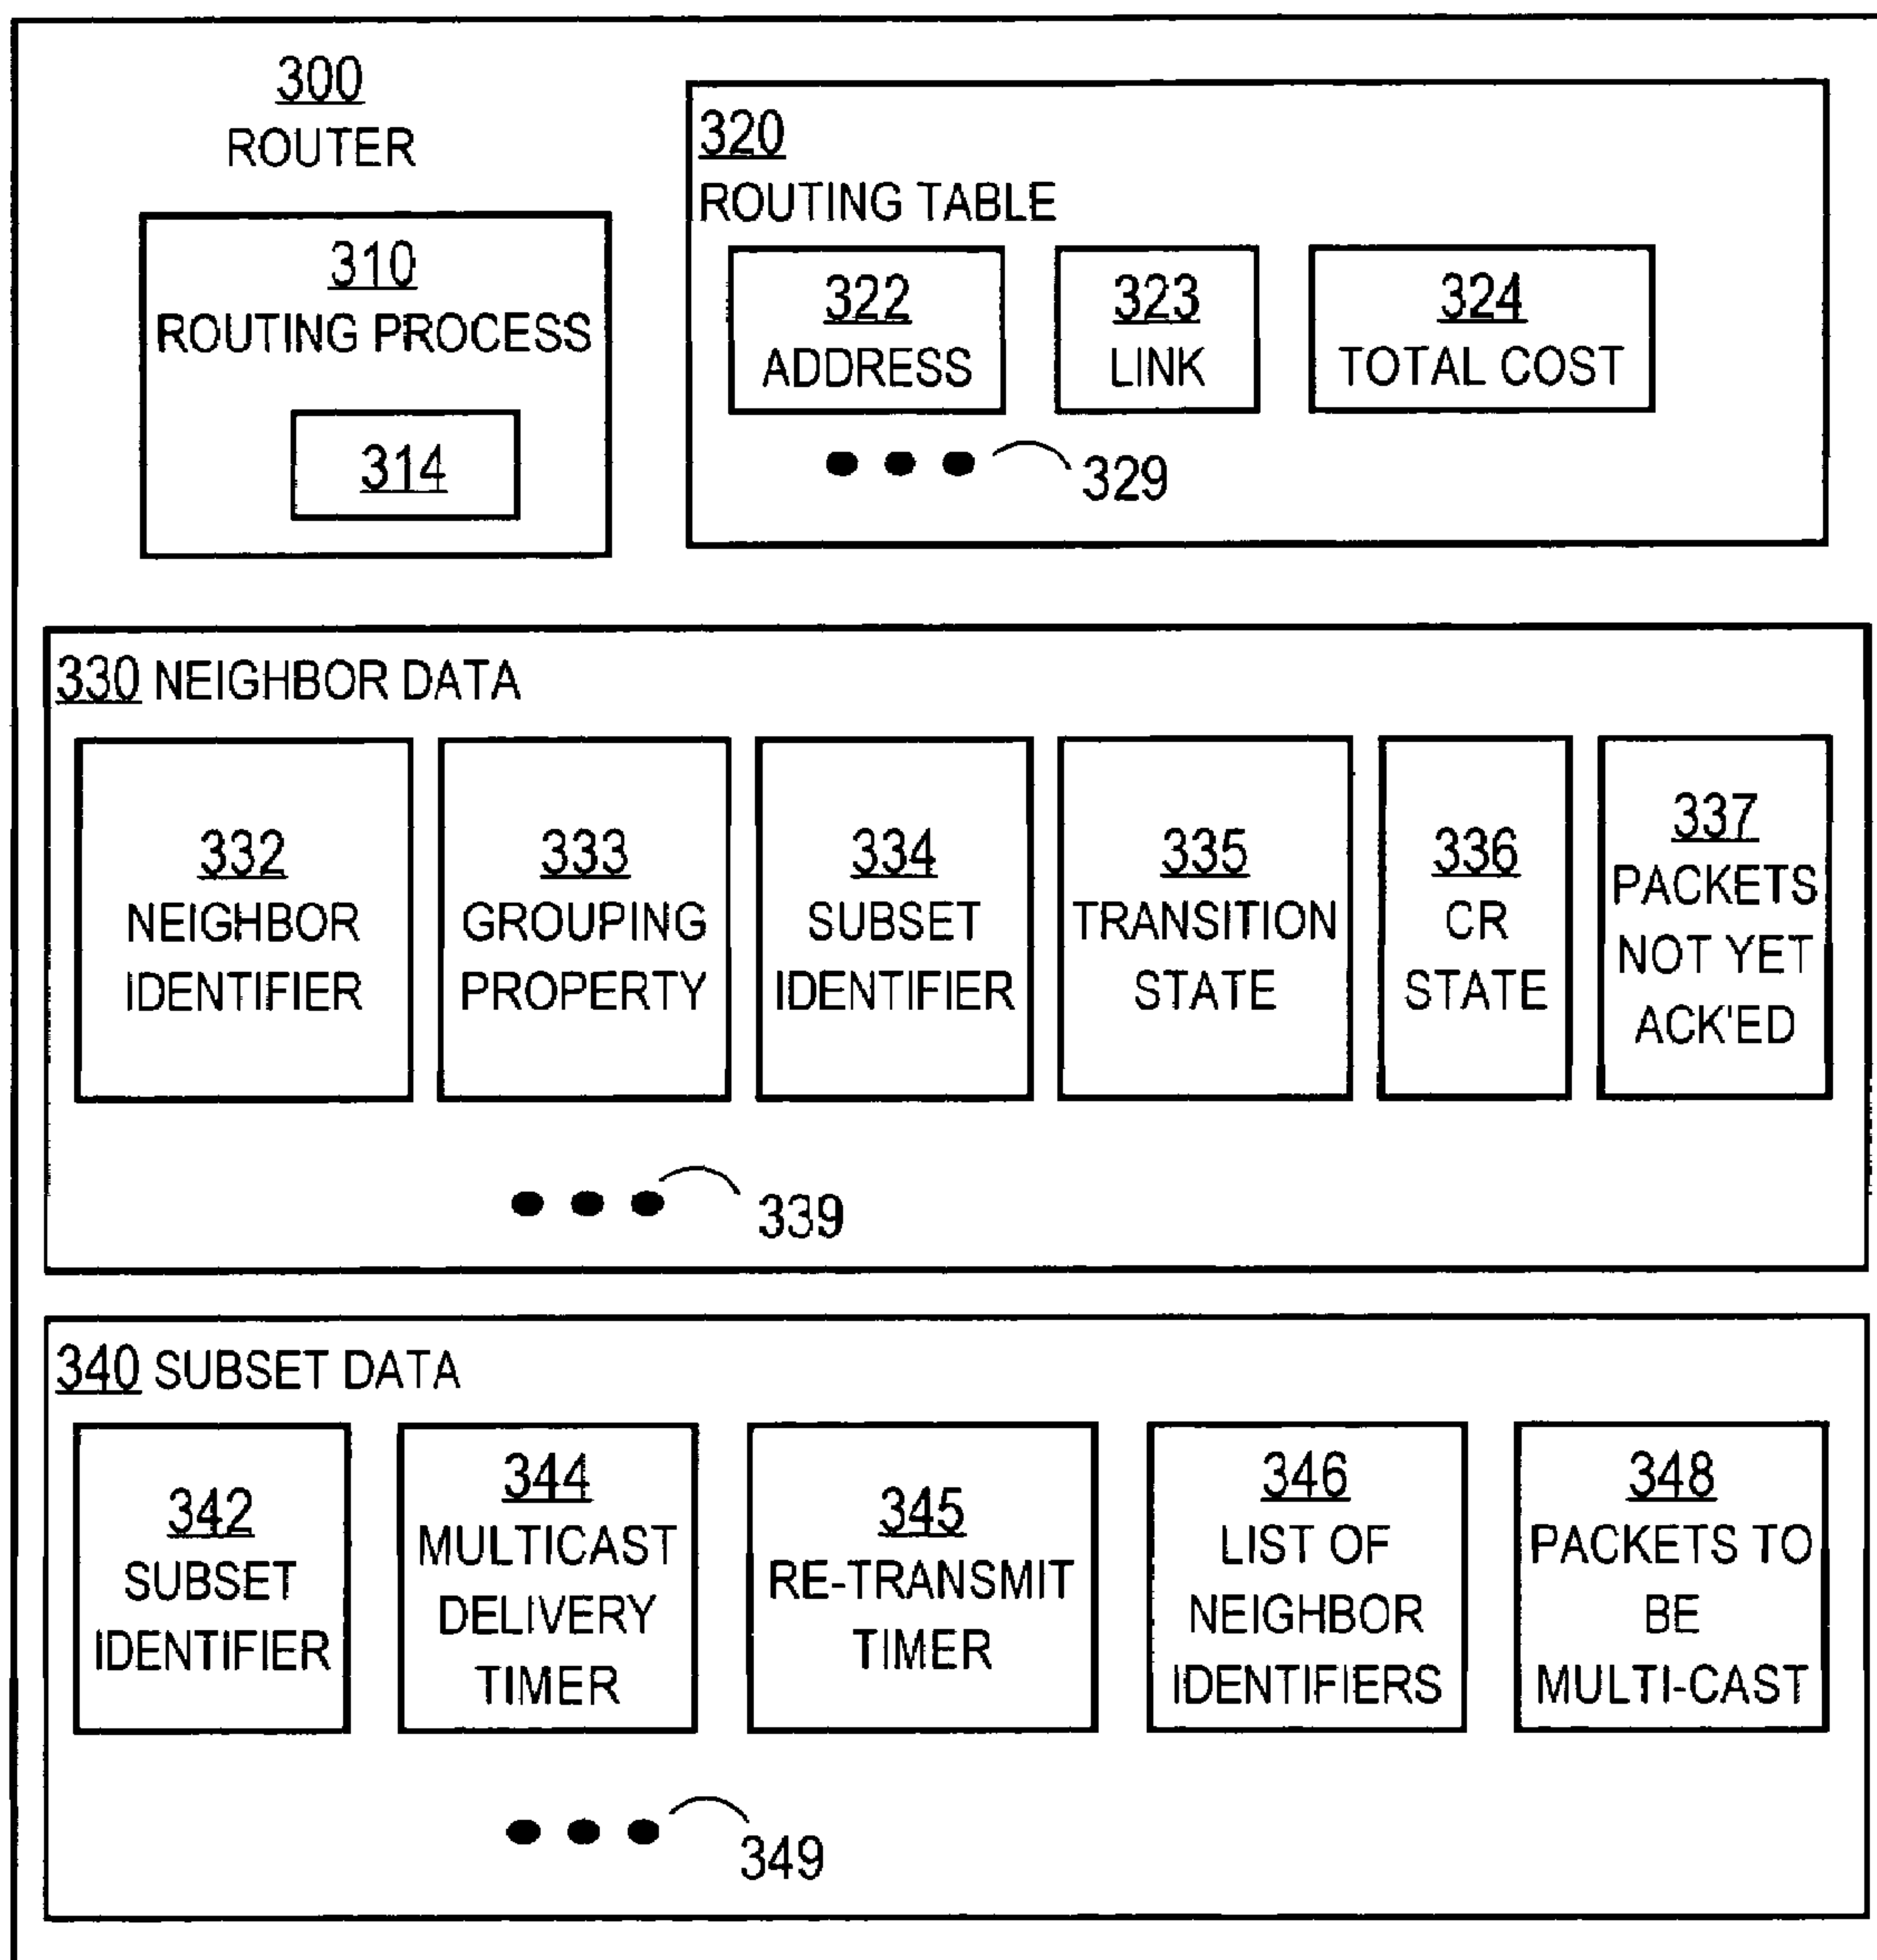 300
ROUTER
310
ROUTING PROCESS
314
320
ROUTING TABLE
322
ADDRESS
323
LINK
324
TOTAL COST
329
330 NEIGHBOR DATA
332
NEIGHBOR
IDENTIFIER
333
GROUPING
PROPERTY
334
SUBSET
IDENTIFIER
335
TRANSITION
STATE
336
CR
STATE
337
PACKETS
NOT YET
ACK'ED
339
340 SUBSET DATA
342
SUBSET
IDENTIFIER
344
MULTICAST
DELIVERY
TIMER
345
RE-TRANSMIT
TIMER
346
LIST OF
NEIGHBOR
IDENTIFIERS
348
PACKETS TO
BE
MULTI-CAST
349